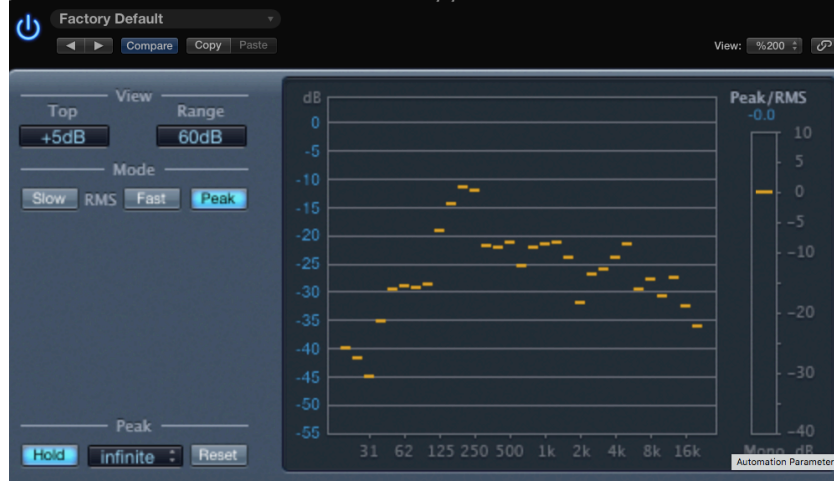 Factory Default
Compare Copy Paste
View: %200
View
Top Range
+5dB 60dB
Mode
Slow RMS Fast Peak
Peak
Hold infinite Reset
dB
0
-5
-10
-15
-20
-25
-30
-35
-40
-45
-50
-55
31 62 125 250 500 1k 2k 4k 8k 16k
Peak/RMS
-0.0
10
5
0
-5
-10
-20
-30
-40
Mono dB
Automation Parameter